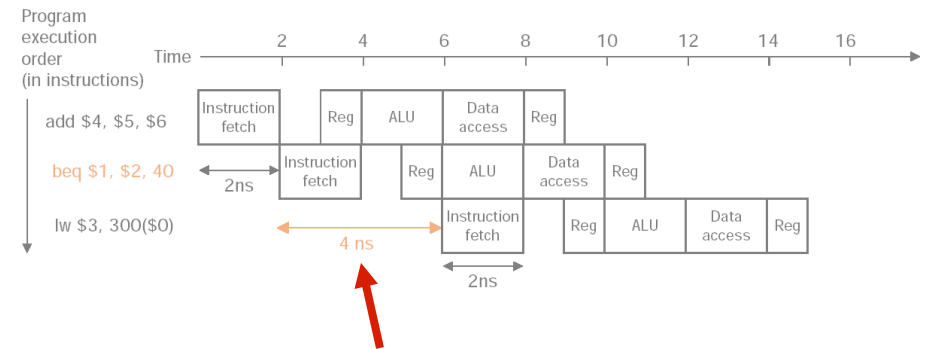 Program
execution
order
(in instructions)
Time
2 4 6 8 10 12 14 16
add $4, $5, $6
Instruction
fetch
Reg
ALU
Data
access
Reg
beq $1, $2, 40
2ns
Instruction
fetch
Reg
ALU
Data
access
Reg
lw $3, 300($0)
4 ns
Instruction
fetch
Reg
ALU
Data
access
Reg
2ns